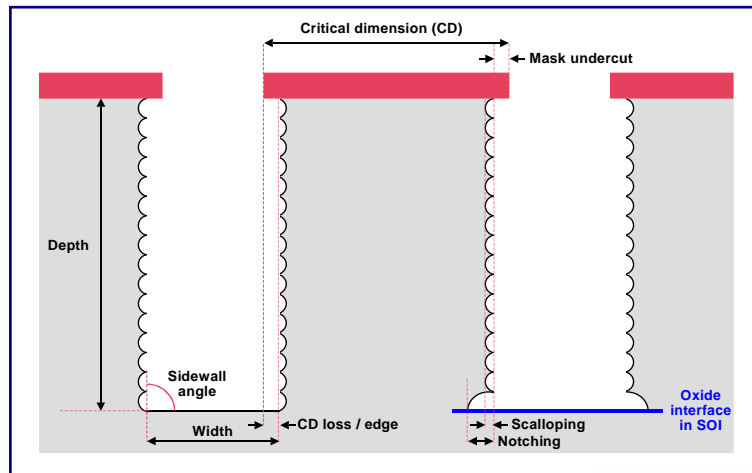 Critical dimension (CD)
Mask undercut
Depth
Sidewall
angle
Width
CD loss / edge
Scalloping
Notching
Oxide
interface
in SOI